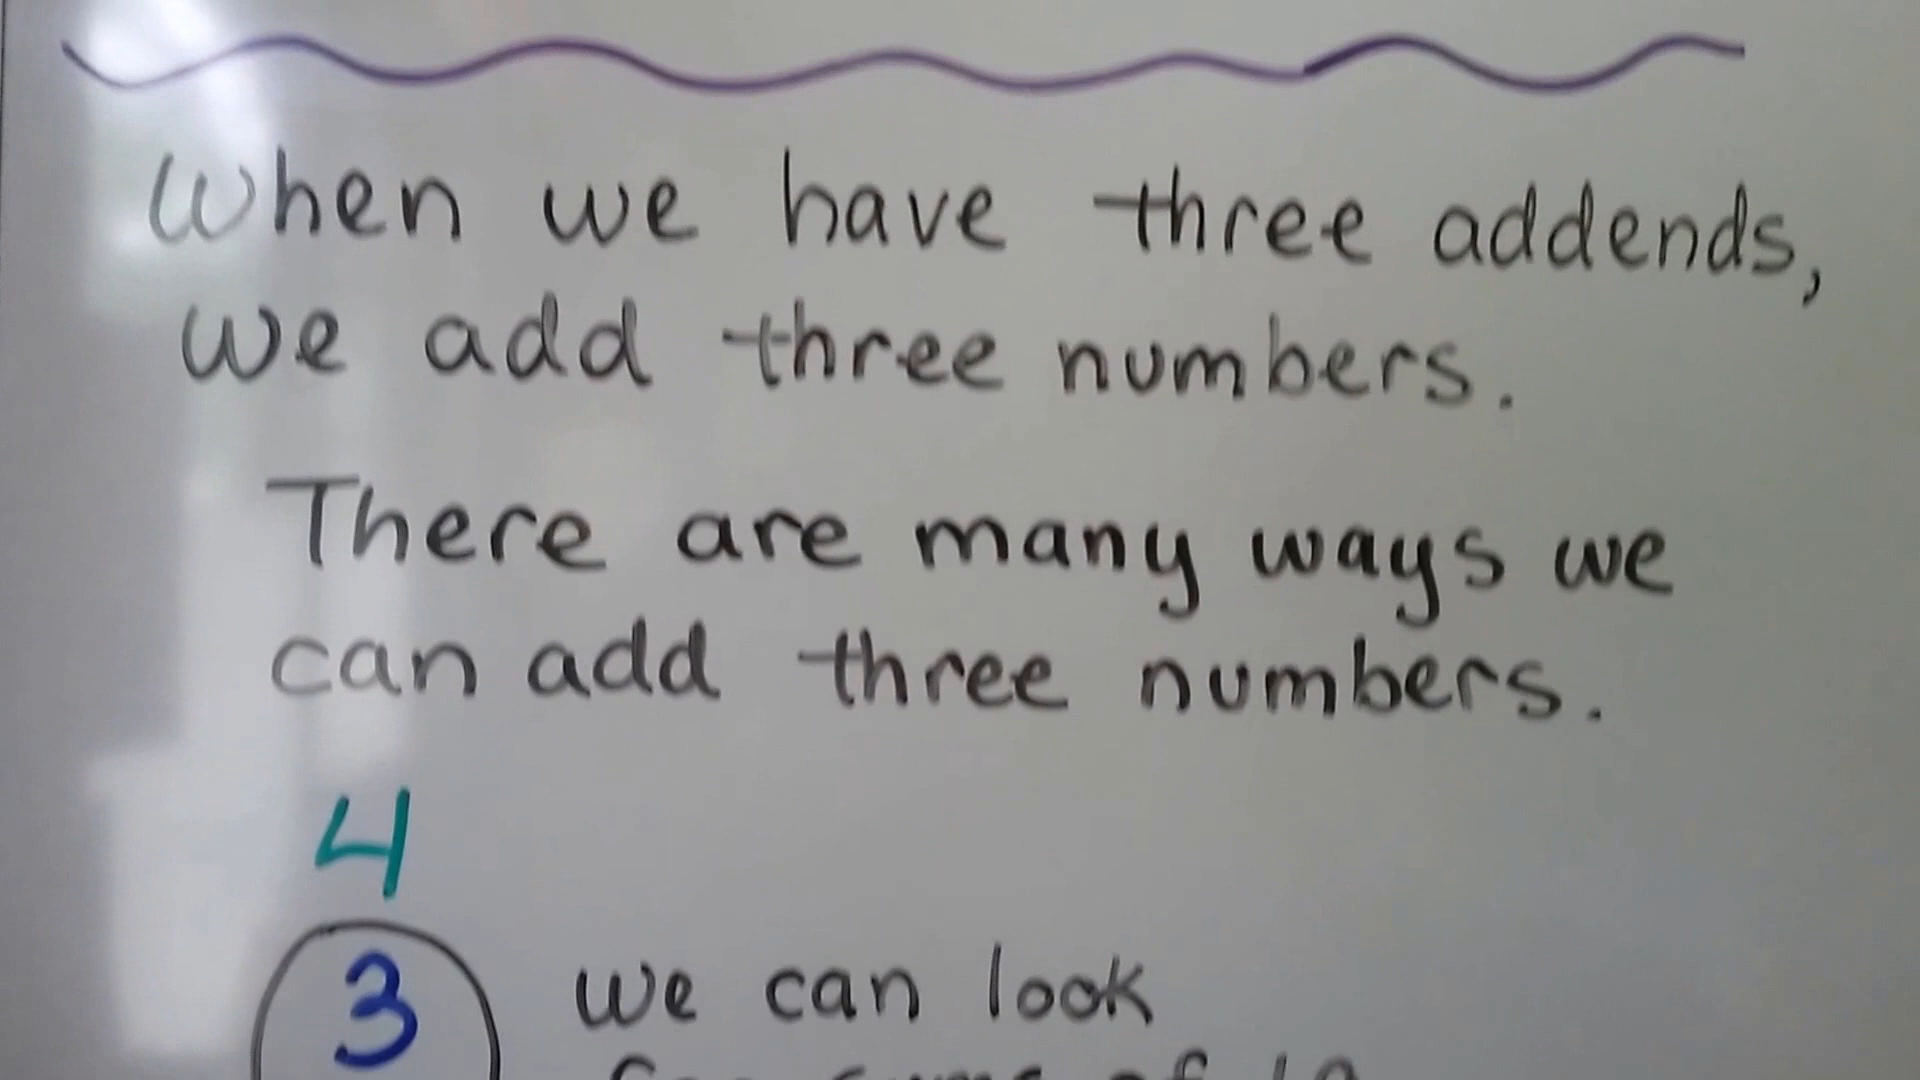 When we have three addends,
we add three numbers.
There are many ways we
can add three numbers.
4
3 we can look